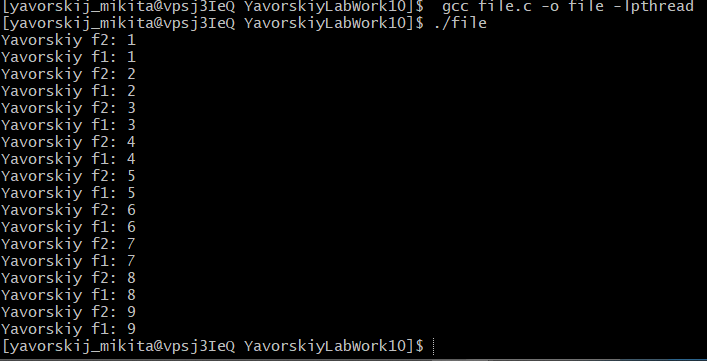 [yavorskij_mikita@vpsj3IeQ YavorskiyLabWork10]$  gcc file.c -o file -lpthread
[yavorskij_mikita@vpsj3IeQ YavorskiyLabWork10]$ ./file
Yavorskiy f2: 1
Yavorskiy f1: 1
Yavorskiy f2: 2
Yavorskiy f1: 2
Yavorskiy f2: 3
Yavorskiy f1: 3
Yavorskiy f2: 4
Yavorskiy f1: 4
Yavorskiy f2: 5
Yavorskiy f1: 5
Yavorskiy f2: 6
Yavorskiy f1: 6
Yavorskiy f2: 7
Yavorskiy f1: 7
Yavorskiy f2: 8
Yavorskiy f1: 8
Yavorskiy f2: 9
Yavorskiy f1: 9
[yavorskij_mikita@vpsj3IeQ YavorskiyLabWork10]$